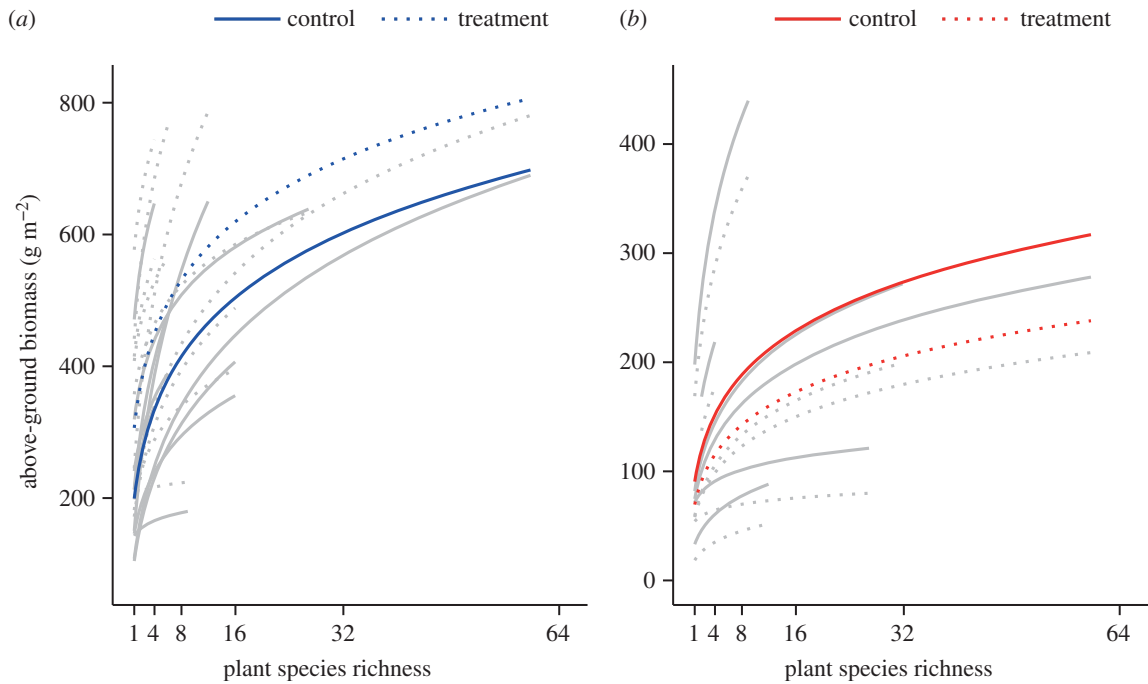 (a) control treatment
800
600
400
200
above-ground biomass (g m−2)
1 4 8 16 32 64
plant species richness
(b) control treatment
400
300
200
100
0
1 4 8 16 32 64
plant species richness